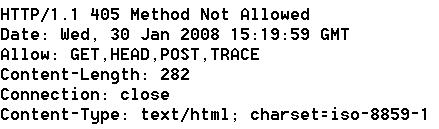 HTTP/1.1 405 Method Not Allowed
Date: Wed, 30 Jan 2008 15:19:59 GMT
Allow: GET,HEAD,POST,TRACE
Content-Length: 282
Connection: close
Content-Type: text/html; charset=iso-8859-1